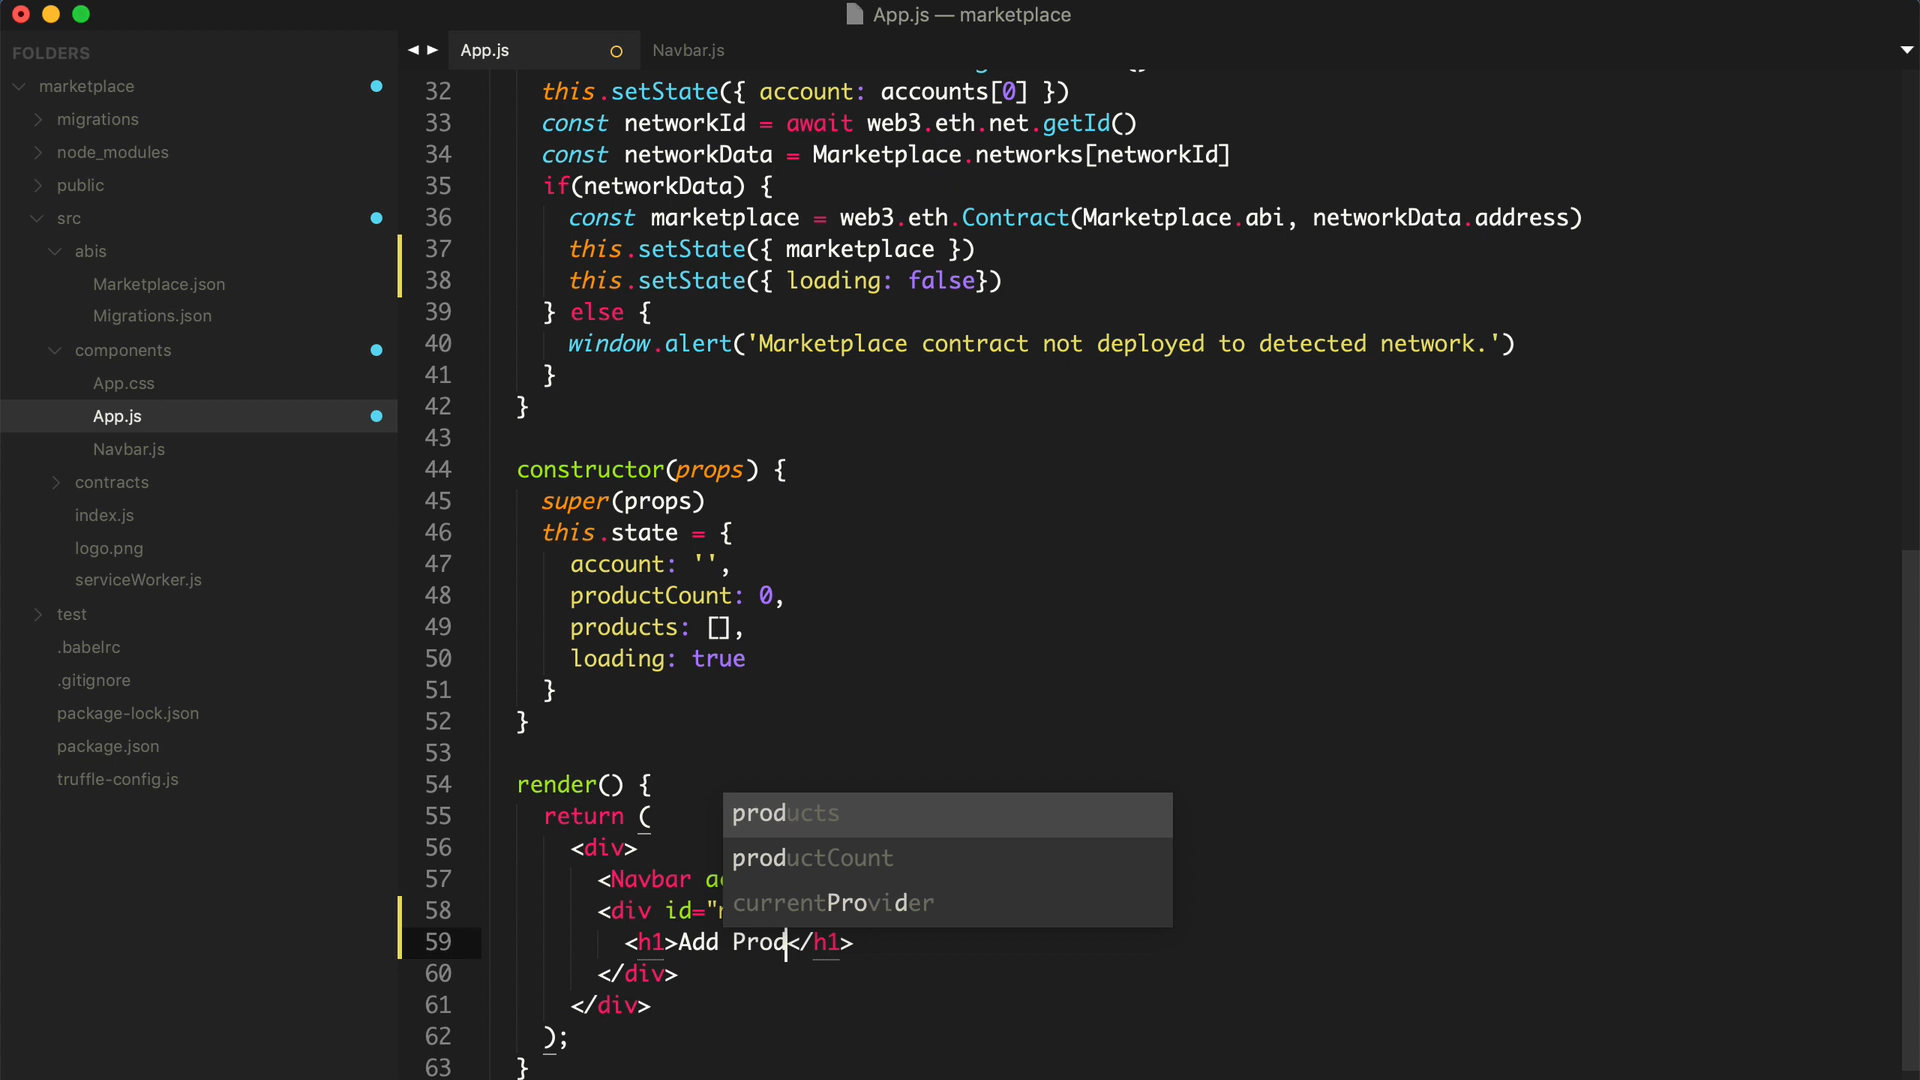 App.js — marketplace
FOLDERS
marketplace
migrations
node_modules
public
src
abis
Marketplace.json
Migrations.json
components
App.css
App.js
Navbar.js
contracts
index.js
logo.png
serviceWorker.js
test
.babelrc
.gitignore
package-lock.json
package.json
truffle-config.js
App.js
Navbar.js
32 this.setState({ account: accounts[0] })
33 const networkId = await web3.eth.net.getId()
34 const networkData = Marketplace.networks[networkId]
35 if(networkData) {
36 const marketplace = web3.eth.Contract(Marketplace.abi, networkData.address)
37 this.setState({ marketplace })
38 this.setState({ loading: false})
39 } else {
40 window.alert('Marketplace contract not deployed to detected network.')
41 }
42 }
43
44 constructor(props) {
45 super(props)
46 this.state = {
47 account: '',
48 productCount: 0,
49 products: [],
50 loading: true
51 }
52 }
53
54 render() {
55 return (
56 <div>
57 <Navbar
58 <div id="
59 <h1>Add Prod</h1>
60 </div>
61 </div>
62 );
63 }
products
productCount
currentProvider